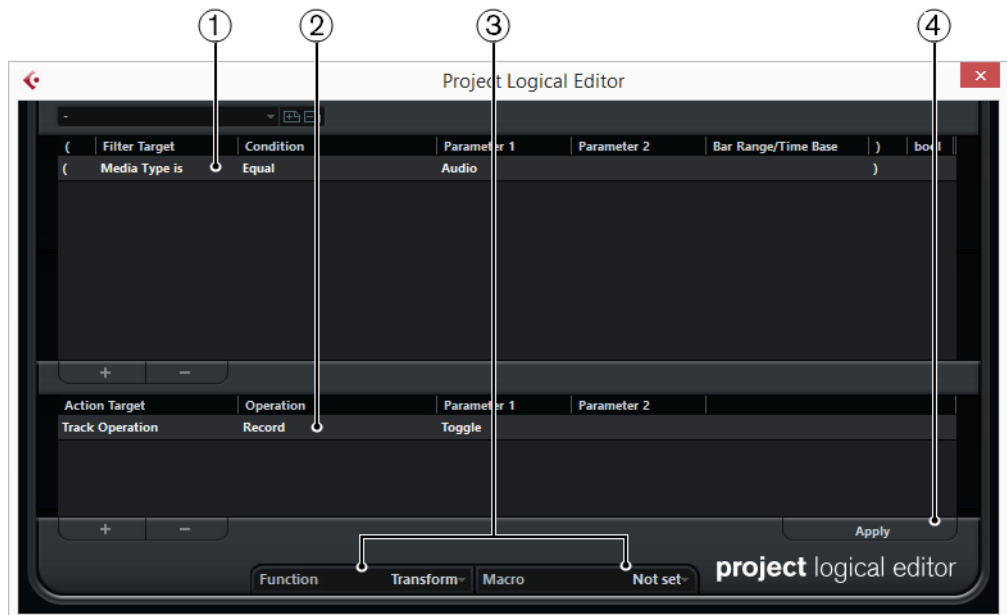 1 2 3 4
Project Logical Editor
-
( Filter Target Condition Parameter 1 Parameter 2 Bar Range/Time Base ) bool
( Media Type is Equal Audio )
+ −
Action Target Operation Parameter 1 Parameter 2
Track Operation Record Toggle
+ − Apply
Function Transform Macro Not set project logical editor